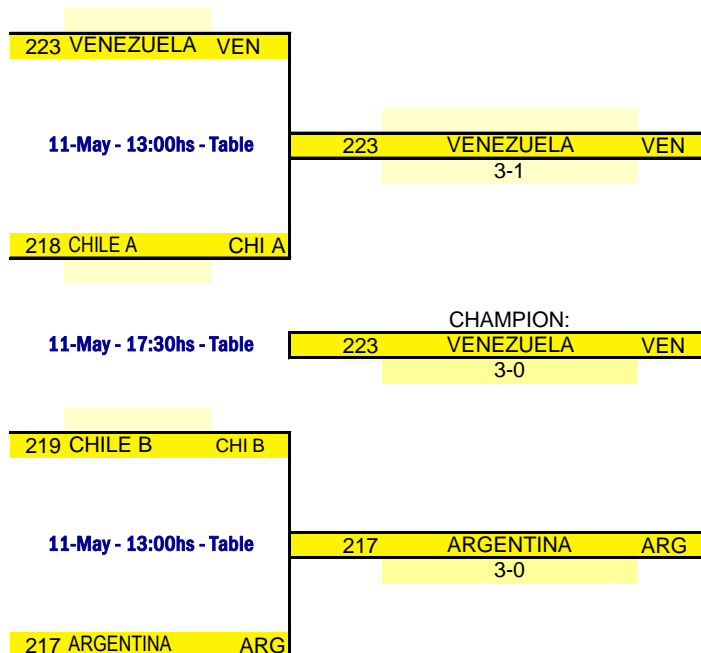 223 VENEZUELA VEN
11-May - 13:00hs - Table
223 VENEZUELA VEN
3-1
218 CHILE A CHI A
CHAMPION:
11-May - 17:30hs - Table
223 VENEZUELA VEN
3-0
219 CHILE B CHI B
11-May - 13:00hs - Table
217 ARGENTINA ARG
3-0
217 ARGENTINA ARG